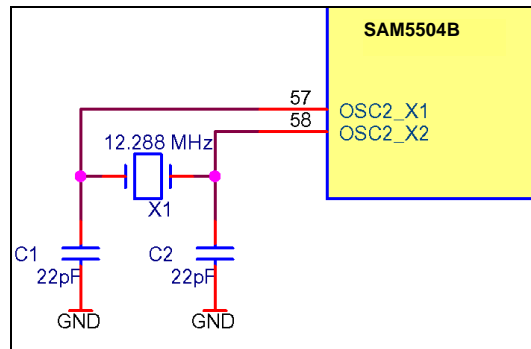 SAM5504B
57
OSC2_X1
58
OSC2_X2
12.288 MHz
X1
C1
22pF
C2
22pF
GND
GND